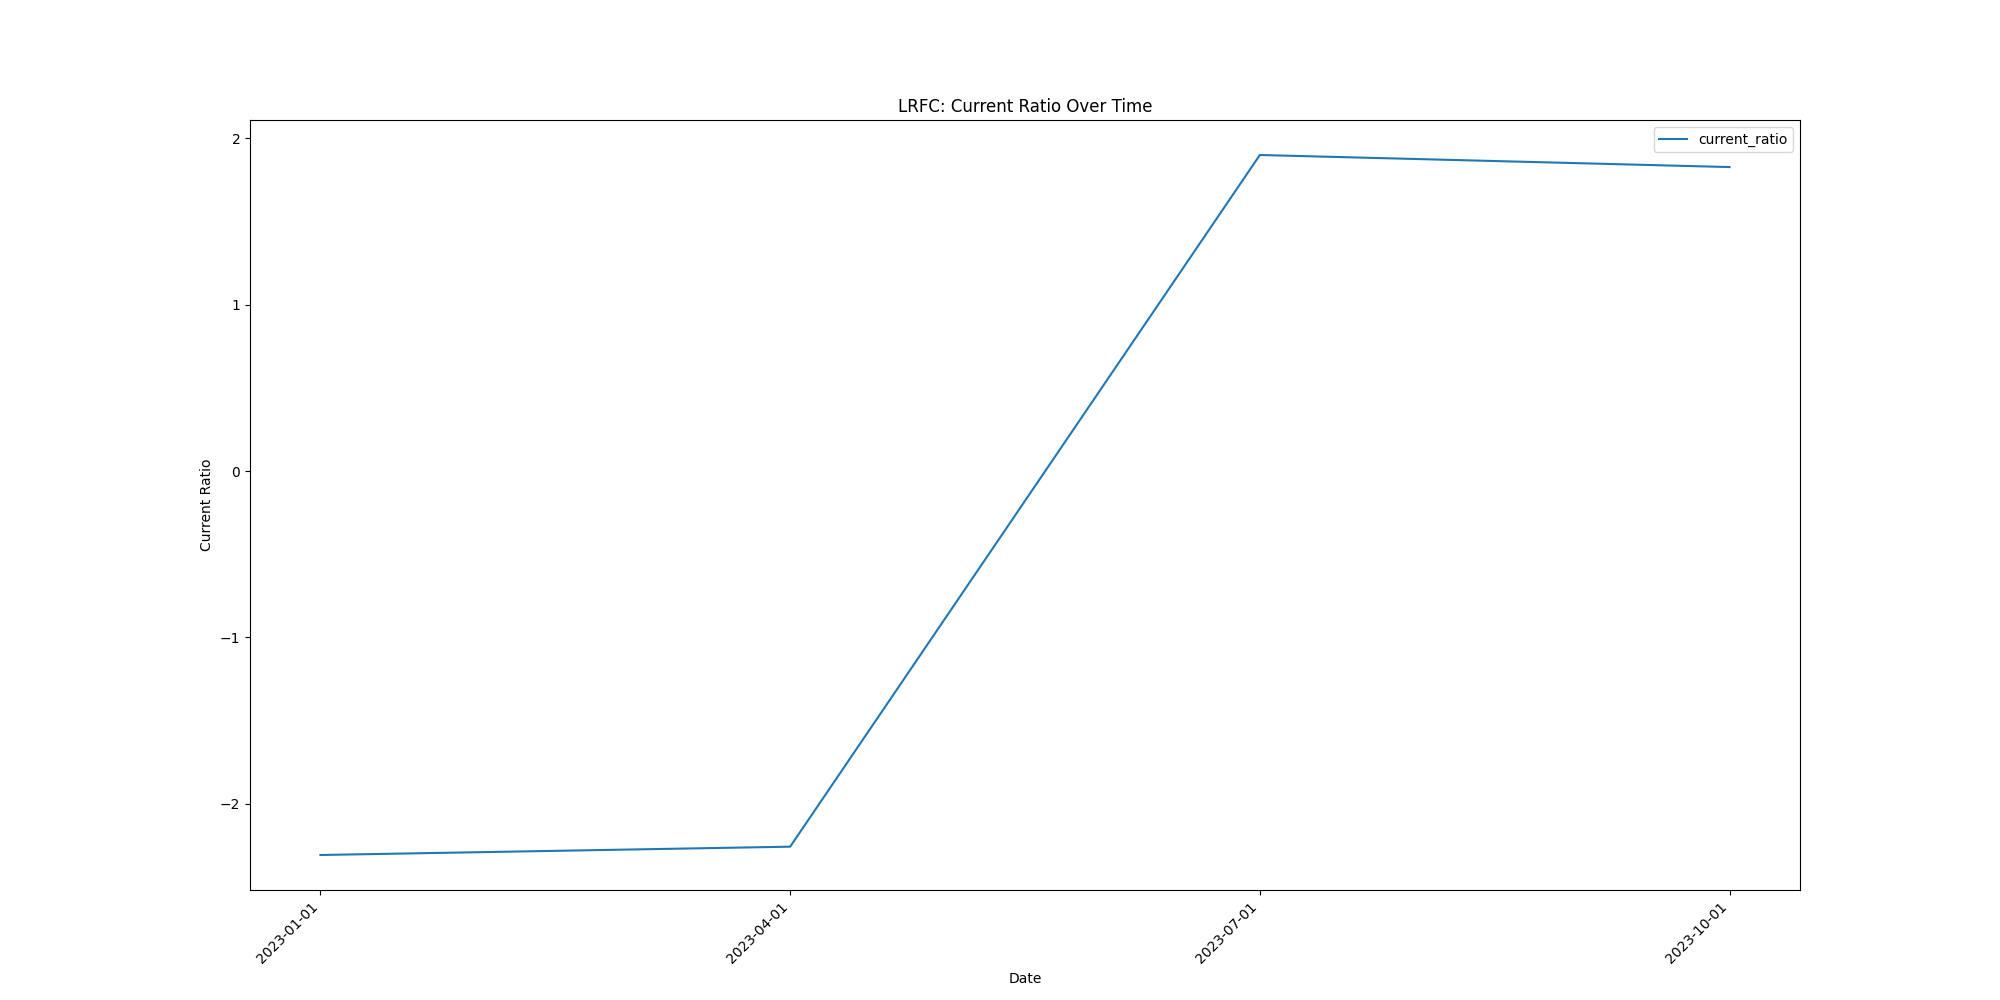 LRFC: Current Ratio Over Time
current_ratio
Current Ratio
2
1
0
−1
−2
2023-01-01
2023-04-01
2023-07-01
2023-10-01
Date